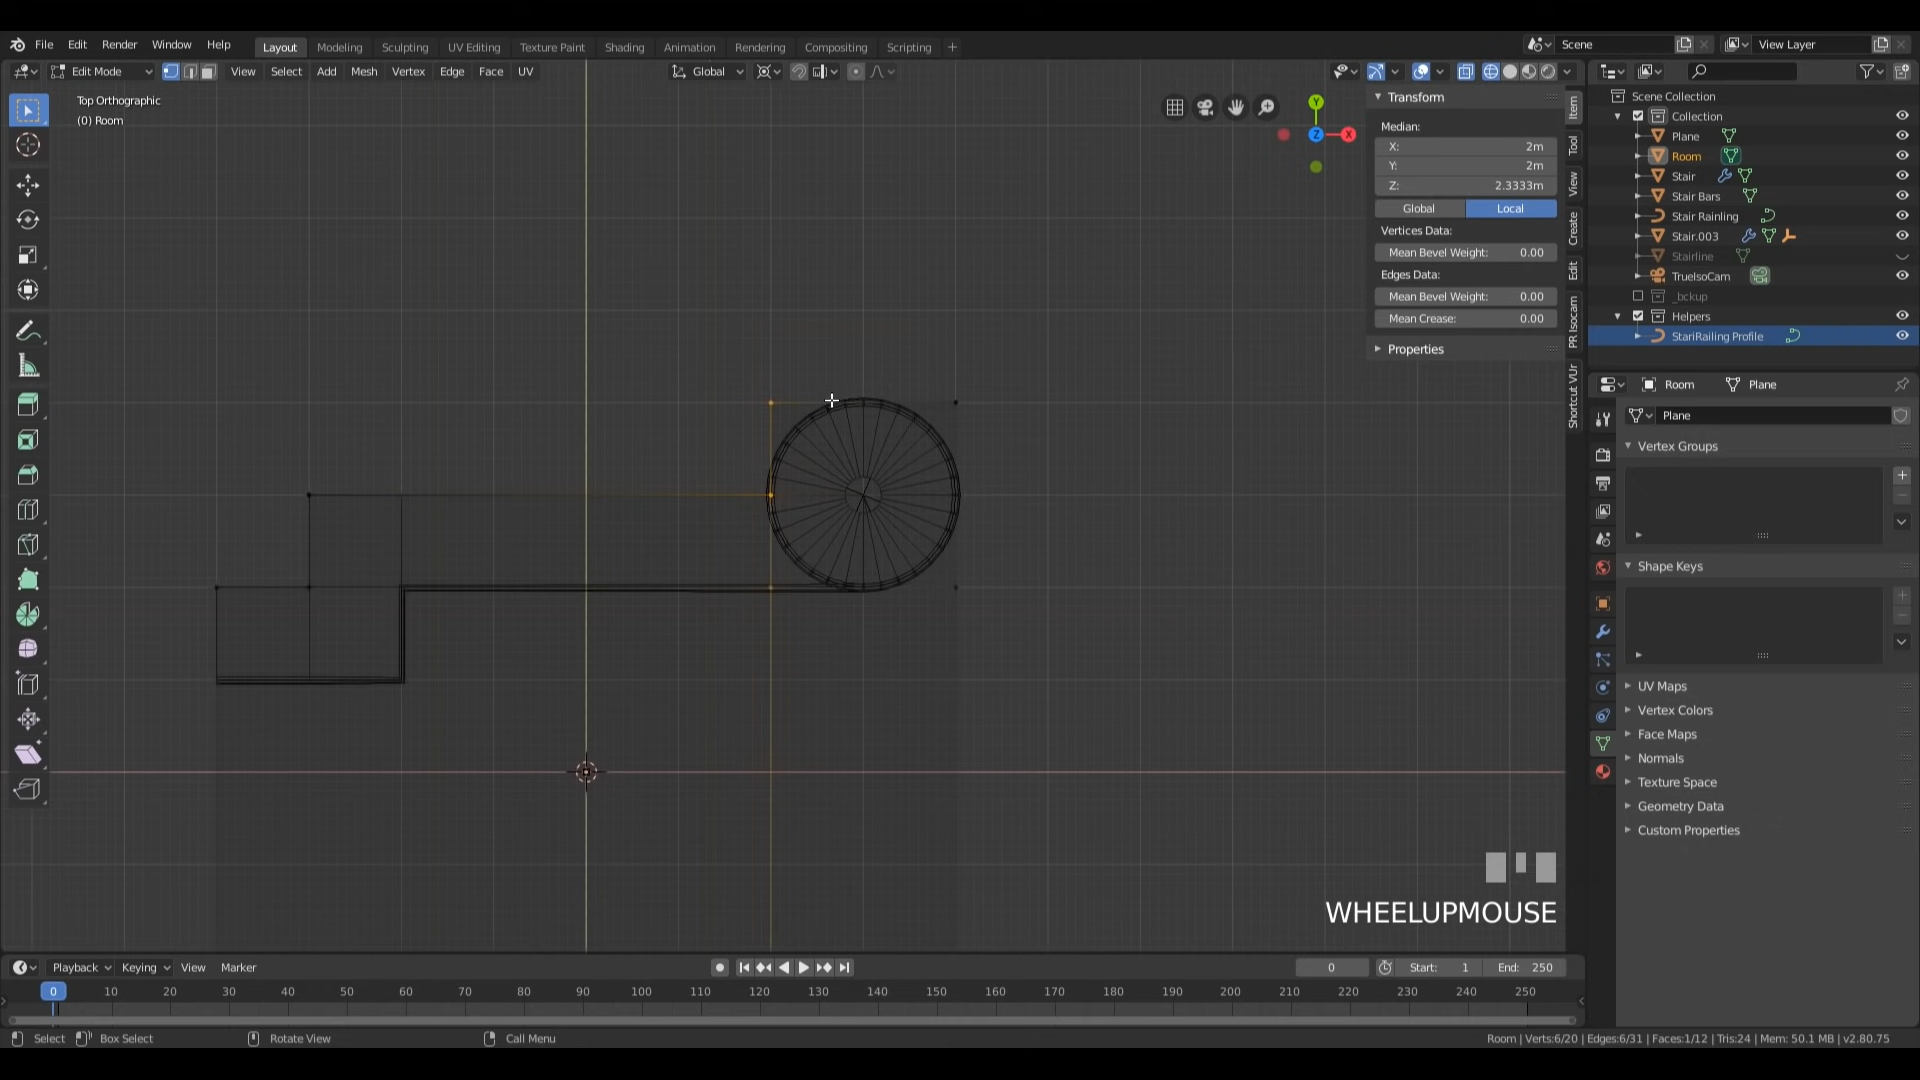 File Edit Render Window Help Layout Modeling Sculpting UV Editing Texture Paint Shading Animation Rendering Compositing Scripting + Scene View Layer
Edit Mode View Select Add Mesh Vertex Edge Face UV Global
Top Orthographic
(0) Room
Y
Z
X
Transform
Median:
X: 2m
Y: 2m
Z: 2.3333m
Global Local
Vertices Data:
Mean Bevel Weight: 0.00
Edges Data:
Mean Bevel Weight: 0.00
Mean Crease: 0.00
Properties
Item
Tool
View
Create
Edit
PR Isocam
Shortcut VUr
Scene Collection
Collection
Plane
Room
Stair
Stair Bars
Stair Rainling
Stair.003
Stairline
TrueIsoCam
_bckup
Helpers
StariRailing Profile
Room Plane
Plane
Vertex Groups
Shape Keys
UV Maps
Vertex Colors
Face Maps
Normals
Texture Space
Geometry Data
Custom Properties
WHEELUPMOUSE
Playback Keying View Marker 0 Start: 1 End: 250
0 10 20 30 40 50 60 70 80 90 100 110 120 130 140 150 160 170 180 190 200 210 220 230 240 250
Select Box Select Rotate View Call Menu Room | Verts:6/20 | Edges:6/31 | Faces:1/12 | Tris:24 | Mem: 50.1 MB | v2.80.75